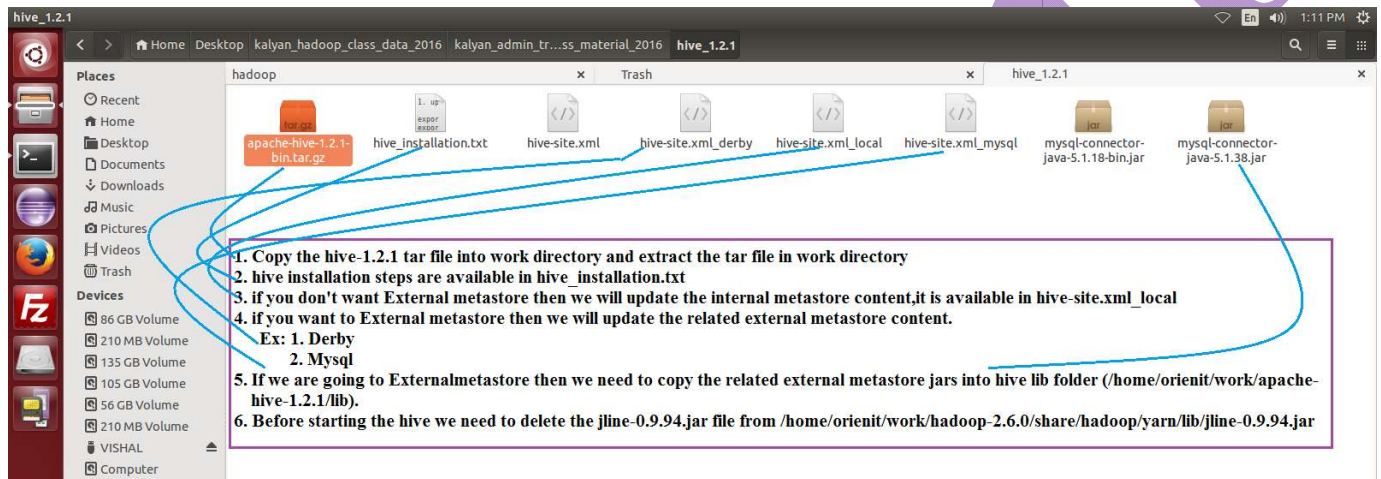 hive_1.2.1
En
1:11 PM
Home Desktop kalyan_hadoop_class_data_2016 kalyan_admin_tr...ss_material_2016 hive_1.2.1
Places
Recent
Home
Desktop
Documents
Downloads
Music
Pictures
Videos
Trash
Devices
86 GB Volume
210 MB Volume
135 GB Volume
105 GB Volume
56 GB Volume
210 MB Volume
VISHAL
Computer
hadoop
Trash
hive_1.2.1
tar.gz
1. up
expor
expor
jar
jar
apache-hive-1.2.1-
bin.tar.gz
hive_installation.txt
hive-site.xml
hive-site.xml_derby
hive-site.xml_local
hive-site.xml_mysql
mysql-connector-
java-5.1.18-bin.jar
mysql-connector-
java-5.1.38.jar
1. Copy the hive-1.2.1 tar file into work directory and extract the tar file in work directory
2. hive installation steps are available in hive_installation.txt
3. if you don't want External metastore then we will update the internal metastore content,it is available in hive-site.xml_local
4. if you want to External metastore then we will update the related external metastore content.
Ex: 1. Derby
2. Mysql
5. If we are going to Externalmetastore then we need to copy the related external metastore jars into hive lib folder (/home/orienit/work/apache-
hive-1.2.1/lib).
6. Before starting the hive we need to delete the jline-0.9.94.jar file from /home/orienit/work/hadoop-2.6.0/share/hadoop/yarn/lib/jline-0.9.94.jar